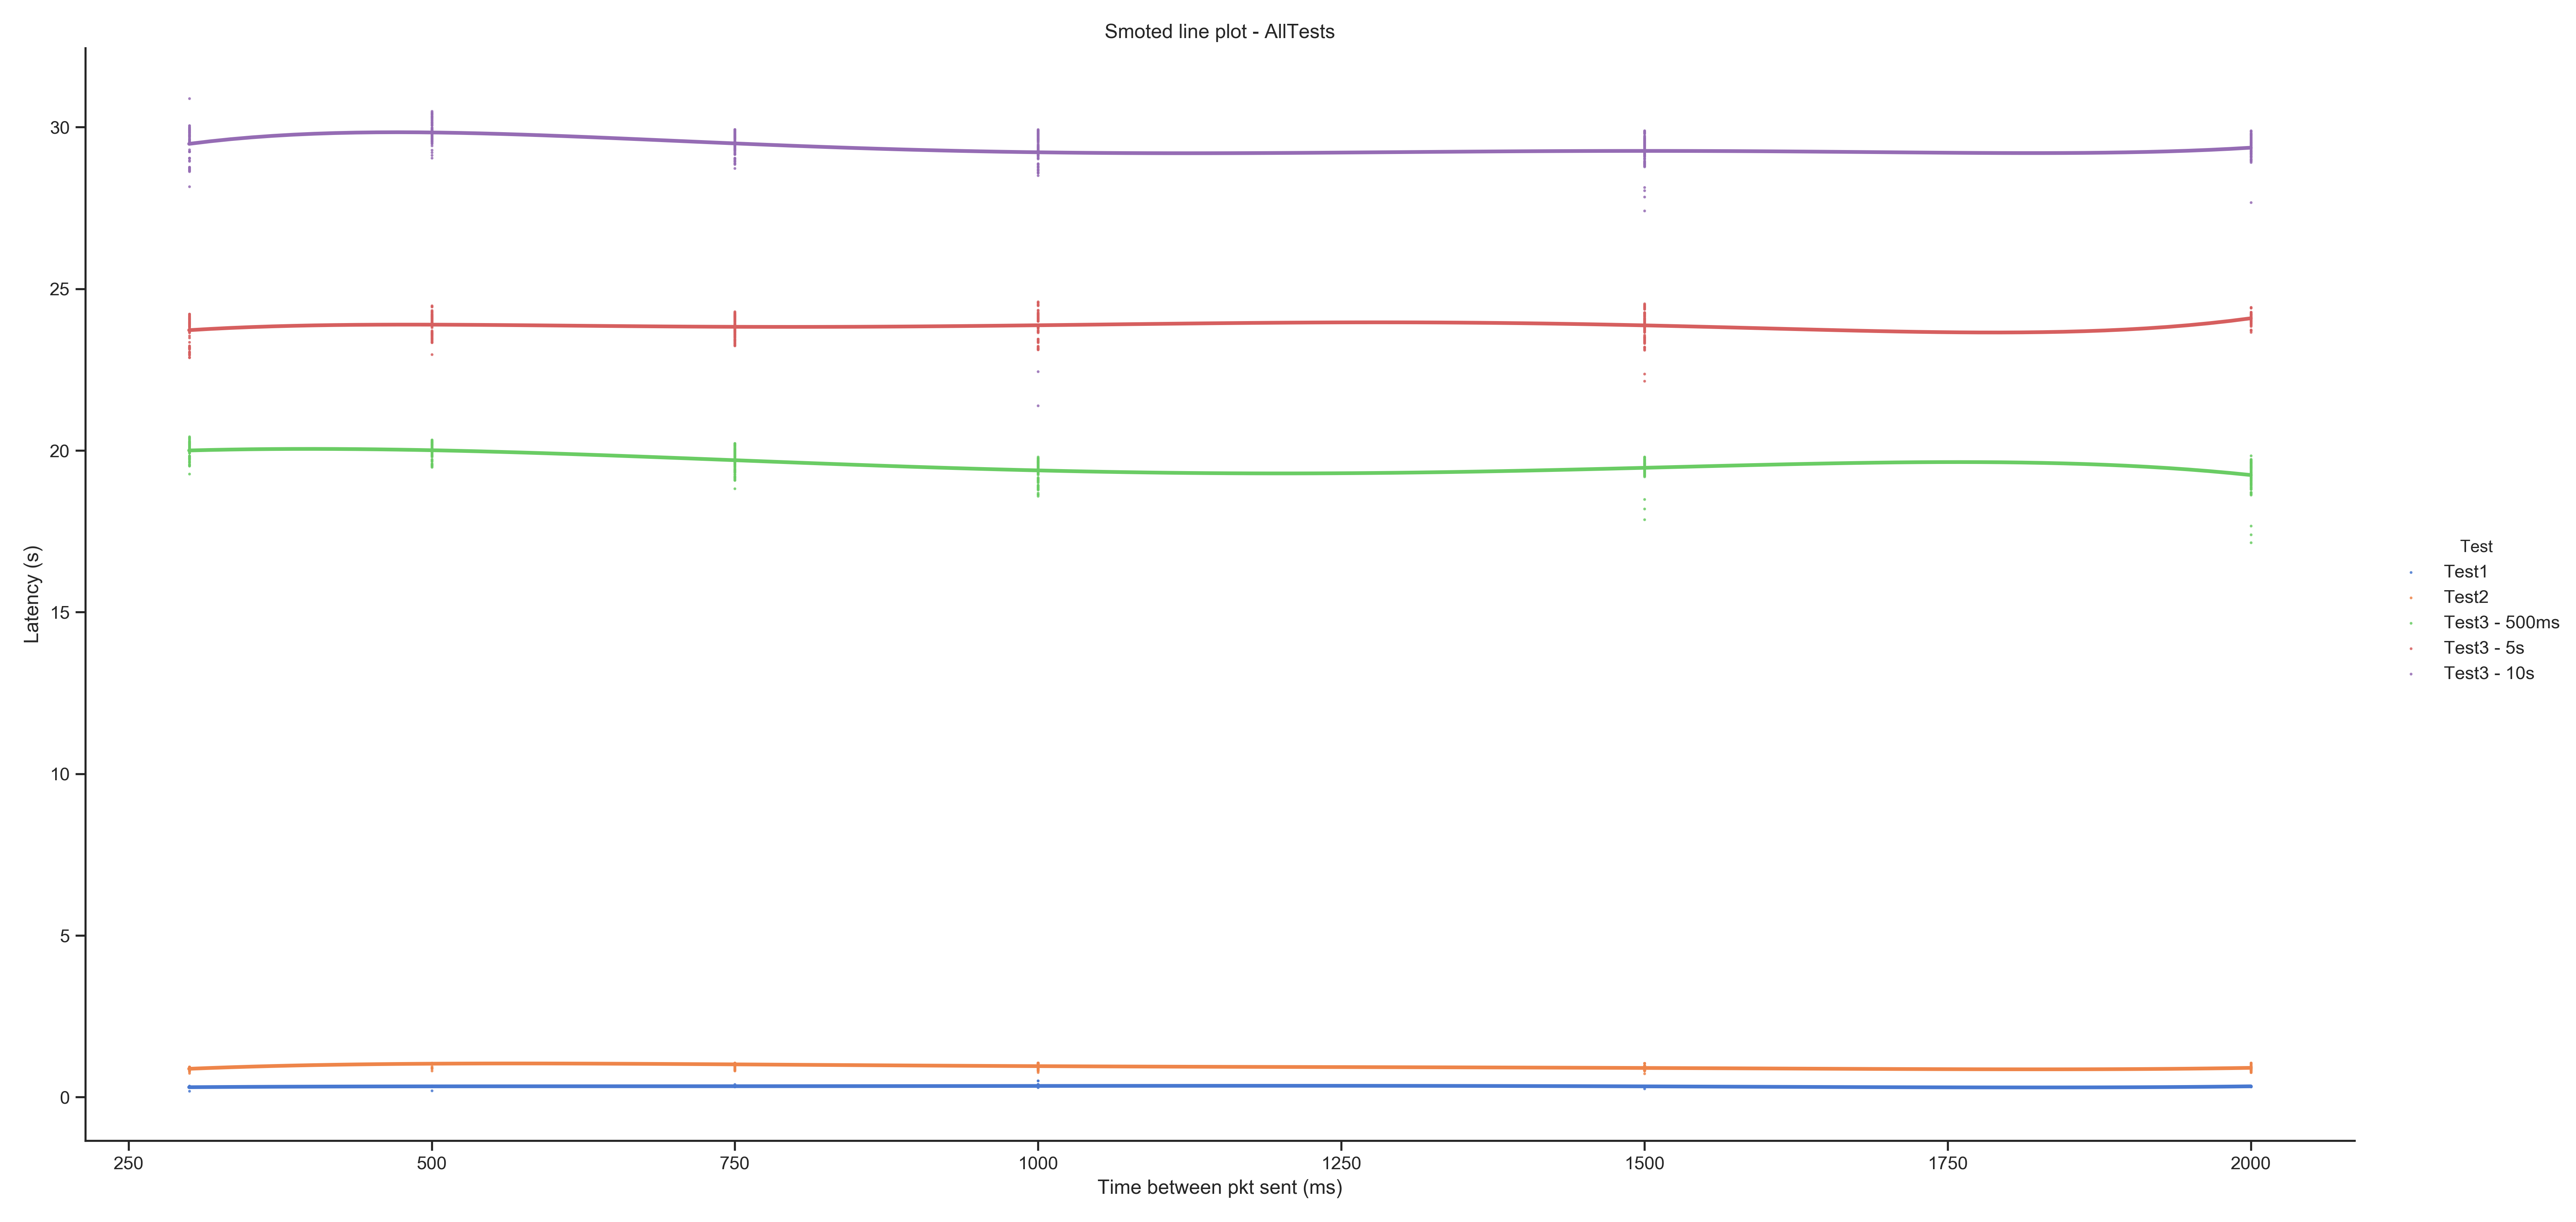 Smoted line plot - AllTests
30
25
20
15
10
5
0
Latency (s)
250 500 750 1000 1250 1500 1750 2000
Time between pkt sent (ms)
Test
Test1
Test2
Test3 - 500ms
Test3 - 5s
Test3 - 10s